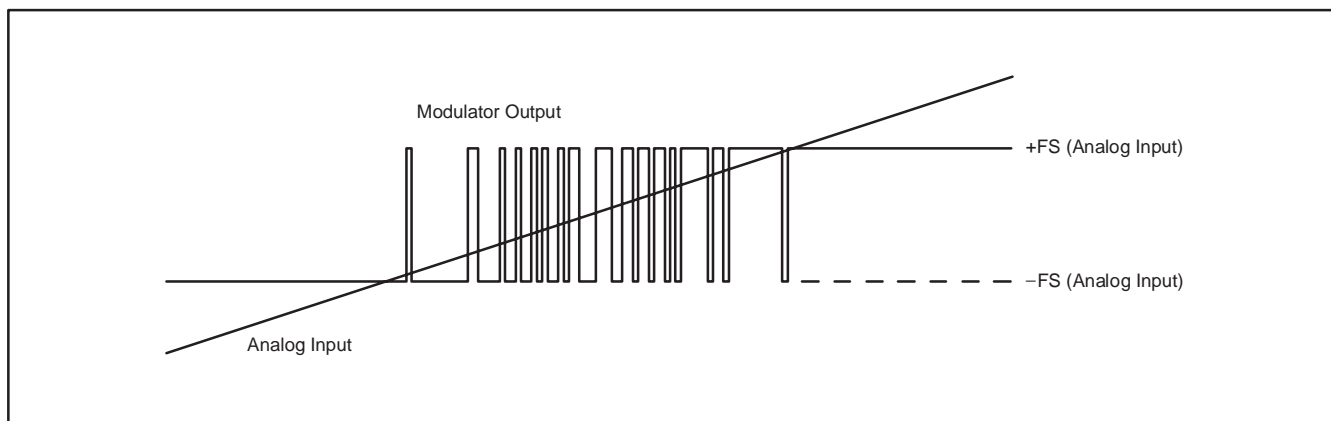 Modulator Output
+FS (Analog Input)
−FS (Analog Input)
Analog Input